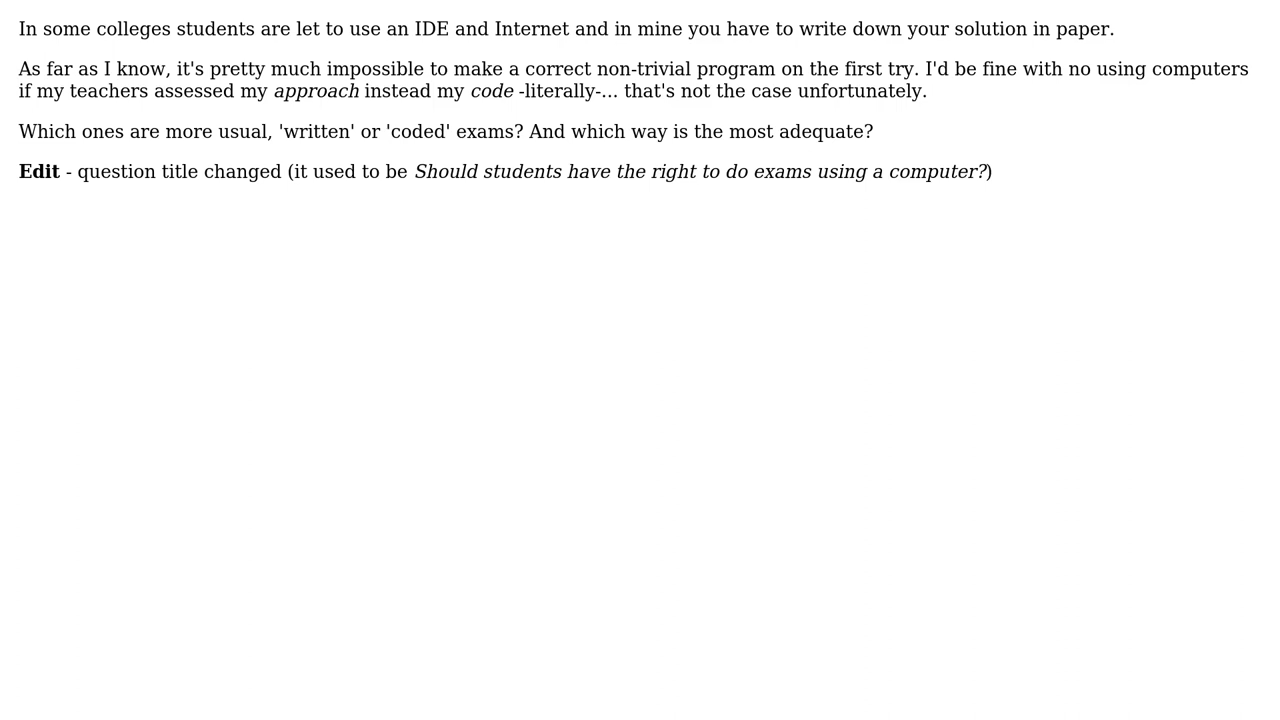 In some colleges students are let to use an IDE and Internet and in mine you have to write down your solution in paper.
As far as I know, it's pretty much impossible to make a correct non-trivial program on the first try. I'd be fine with no using computers
if my teachers assessed my approach instead my code -literally-... that's not the case unfortunately.
Which ones are more usual, 'written' or 'coded' exams? And which way is the most adequate?
Edit - question title changed (it used to be Should students have the right to do exams using a computer?)